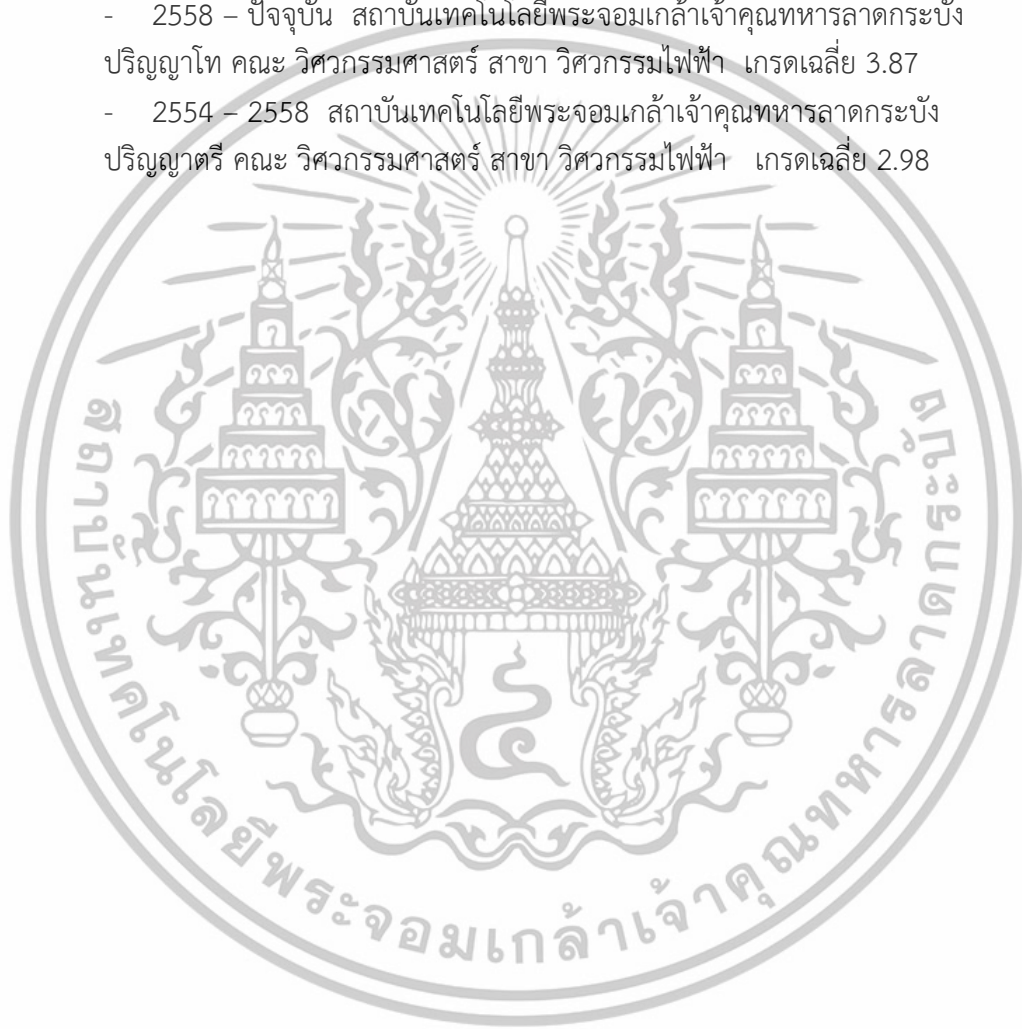 - 2558 – ปัจจุบัน สถาบันเทคโนโลยีพระจอมเกล้าเจ้าคุณทหารลาดกระบัง
ปริญญาโท คณะ วิศวกรรมศาสตร์ สาขา วิศวกรรมไฟฟ้า เกรดเฉลี่ย 3.87
- 2554 – 2558 สถาบันเทคโนโลยีพระจอมเกล้าเจ้าคุณทหารลาดกระบัง
ปริญญาตรี คณะ วิศวกรรมศาสตร์ สาขา วิศวกรรมไฟฟ้า เกรดเฉลี่ย 2.98
สถาบันเทคโนโลยีพระจอมเกล้าเจ้าคุณทหารลาดกระบัง
๔